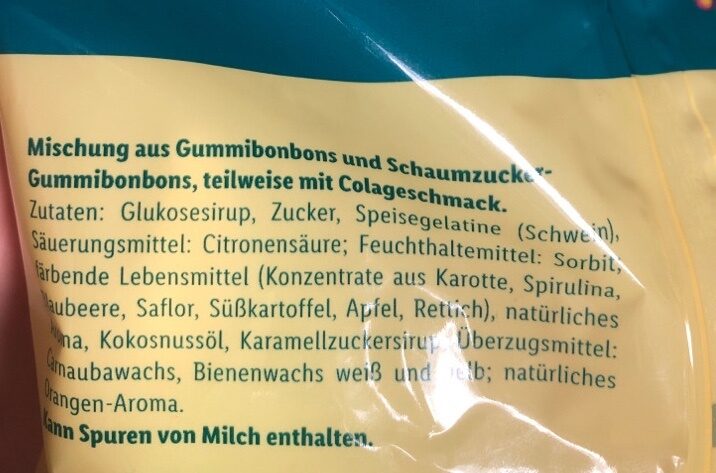 Mischung aus Gummibonbons und Schaumzucker-
Gummibonbons, teilweise mit Colageschmack.
Zutaten: Glukosesirup, Zucker, Speisegelatine (Schwein),
Säuerungsmittel: Citronensäure; Feuchthaltemittel: Sorbit;
färbende Lebensmittel (Konzentrate aus Karotte, Spirulina,
Blaubeere, Saflor, Süßkartoffel, Apfel, Rettich), natürliches
Aroma, Kokosnussöl, Karamellzuckersirup, Überzugsmittel:
Carnaubawachs, Bienenwachs weiß und gelb; natürliches
Orangen-Aroma.
Kann Spuren von Milch enthalten.